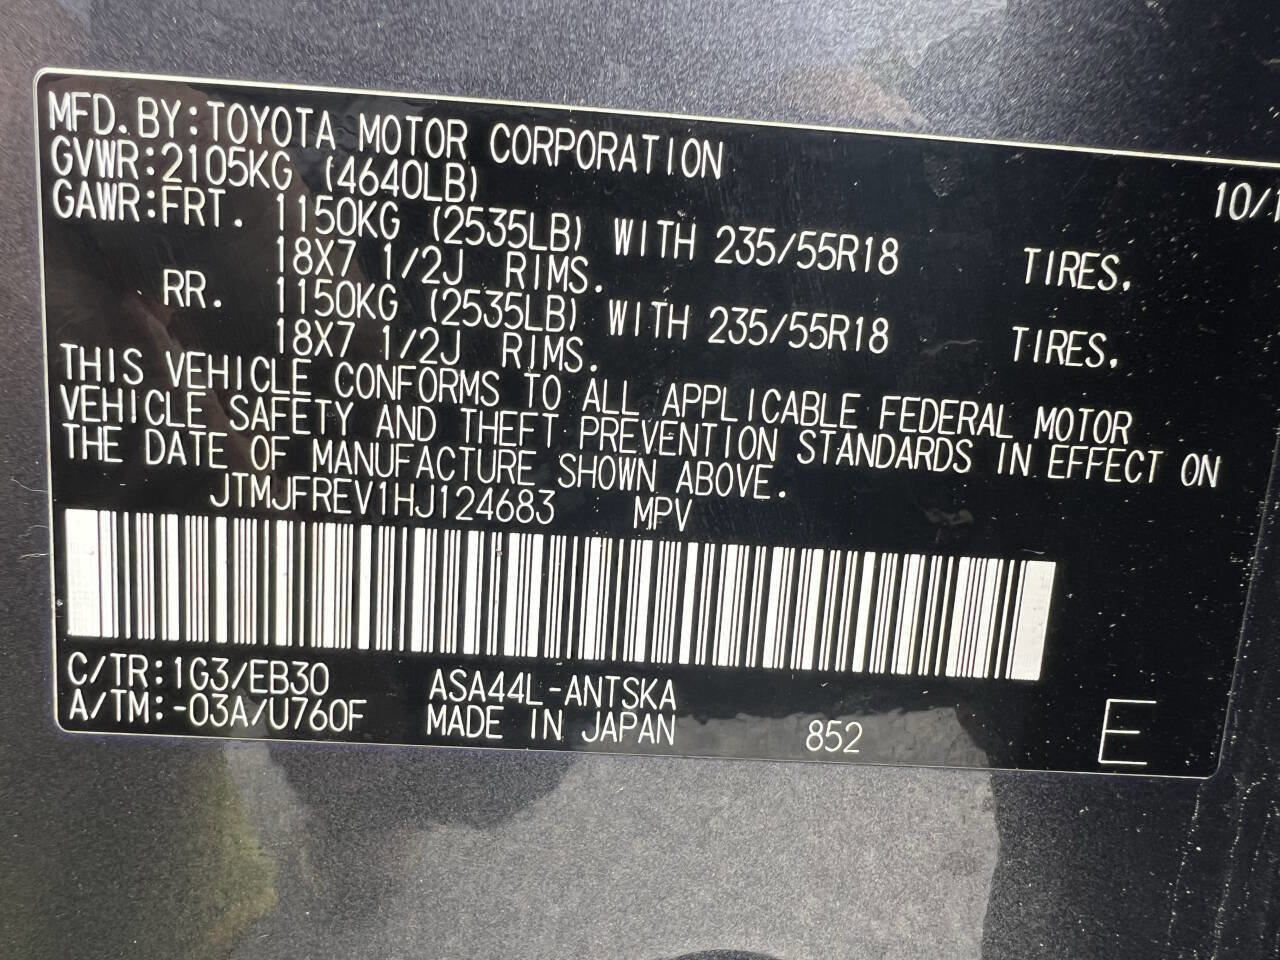 MFD.BY:TOYOTA MOTOR CORPORATION 10/1
GVWR:2105KG (4640LB)
GAWR:FRT. 1150KG (2535LB) WITH 235/55R18 TIRES.
18X7 1/2J RIMS.
RR. 1150KG (2535LB) WITH 235/55R18 TIRES.
18X7 1/2J RIMS.
THIS VEHICLE CONFORMS TO ALL APPLICABLE FEDERAL MOTOR
VEHICLE SAFETY AND THEFT PREVENTION STANDARDS IN EFFECT ON
THE DATE OF MANUFACTURE SHOWN ABOVE.
JTMJFREV1HJ124683 MPV
C/TR:1G3/EB30 ASA44L-ANTSKA
A/TM:-03A/U760F MADE IN JAPAN 852 E